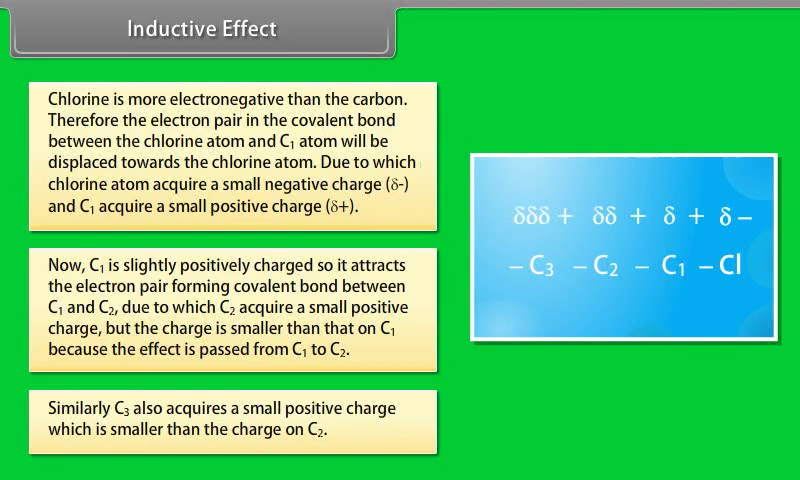 Inductive Effect
Chlorine is more electronegative than the carbon.
Therefore the electron pair in the covalent bond
between the chlorine atom and C₁ atom will be
displaced towards the chlorine atom. Due to which
chlorine atom acquire a small negative charge (δ-)
and C₁ acquire a small positive charge (δ+).
Now, C₁ is slightly positively charged so it attracts
the electron pair forming covalent bond between
C₁ and C₂, due to which C₂ acquire a small positive
charge, but the charge is smaller than that on C₁
because the effect is passed from C₁ to C₂.
Similarly C₃ also acquires a small positive charge
which is smaller than the charge on C₂.
δδδ + δδ + δ + δ –
– C₃ – C₂ – C₁ – Cl